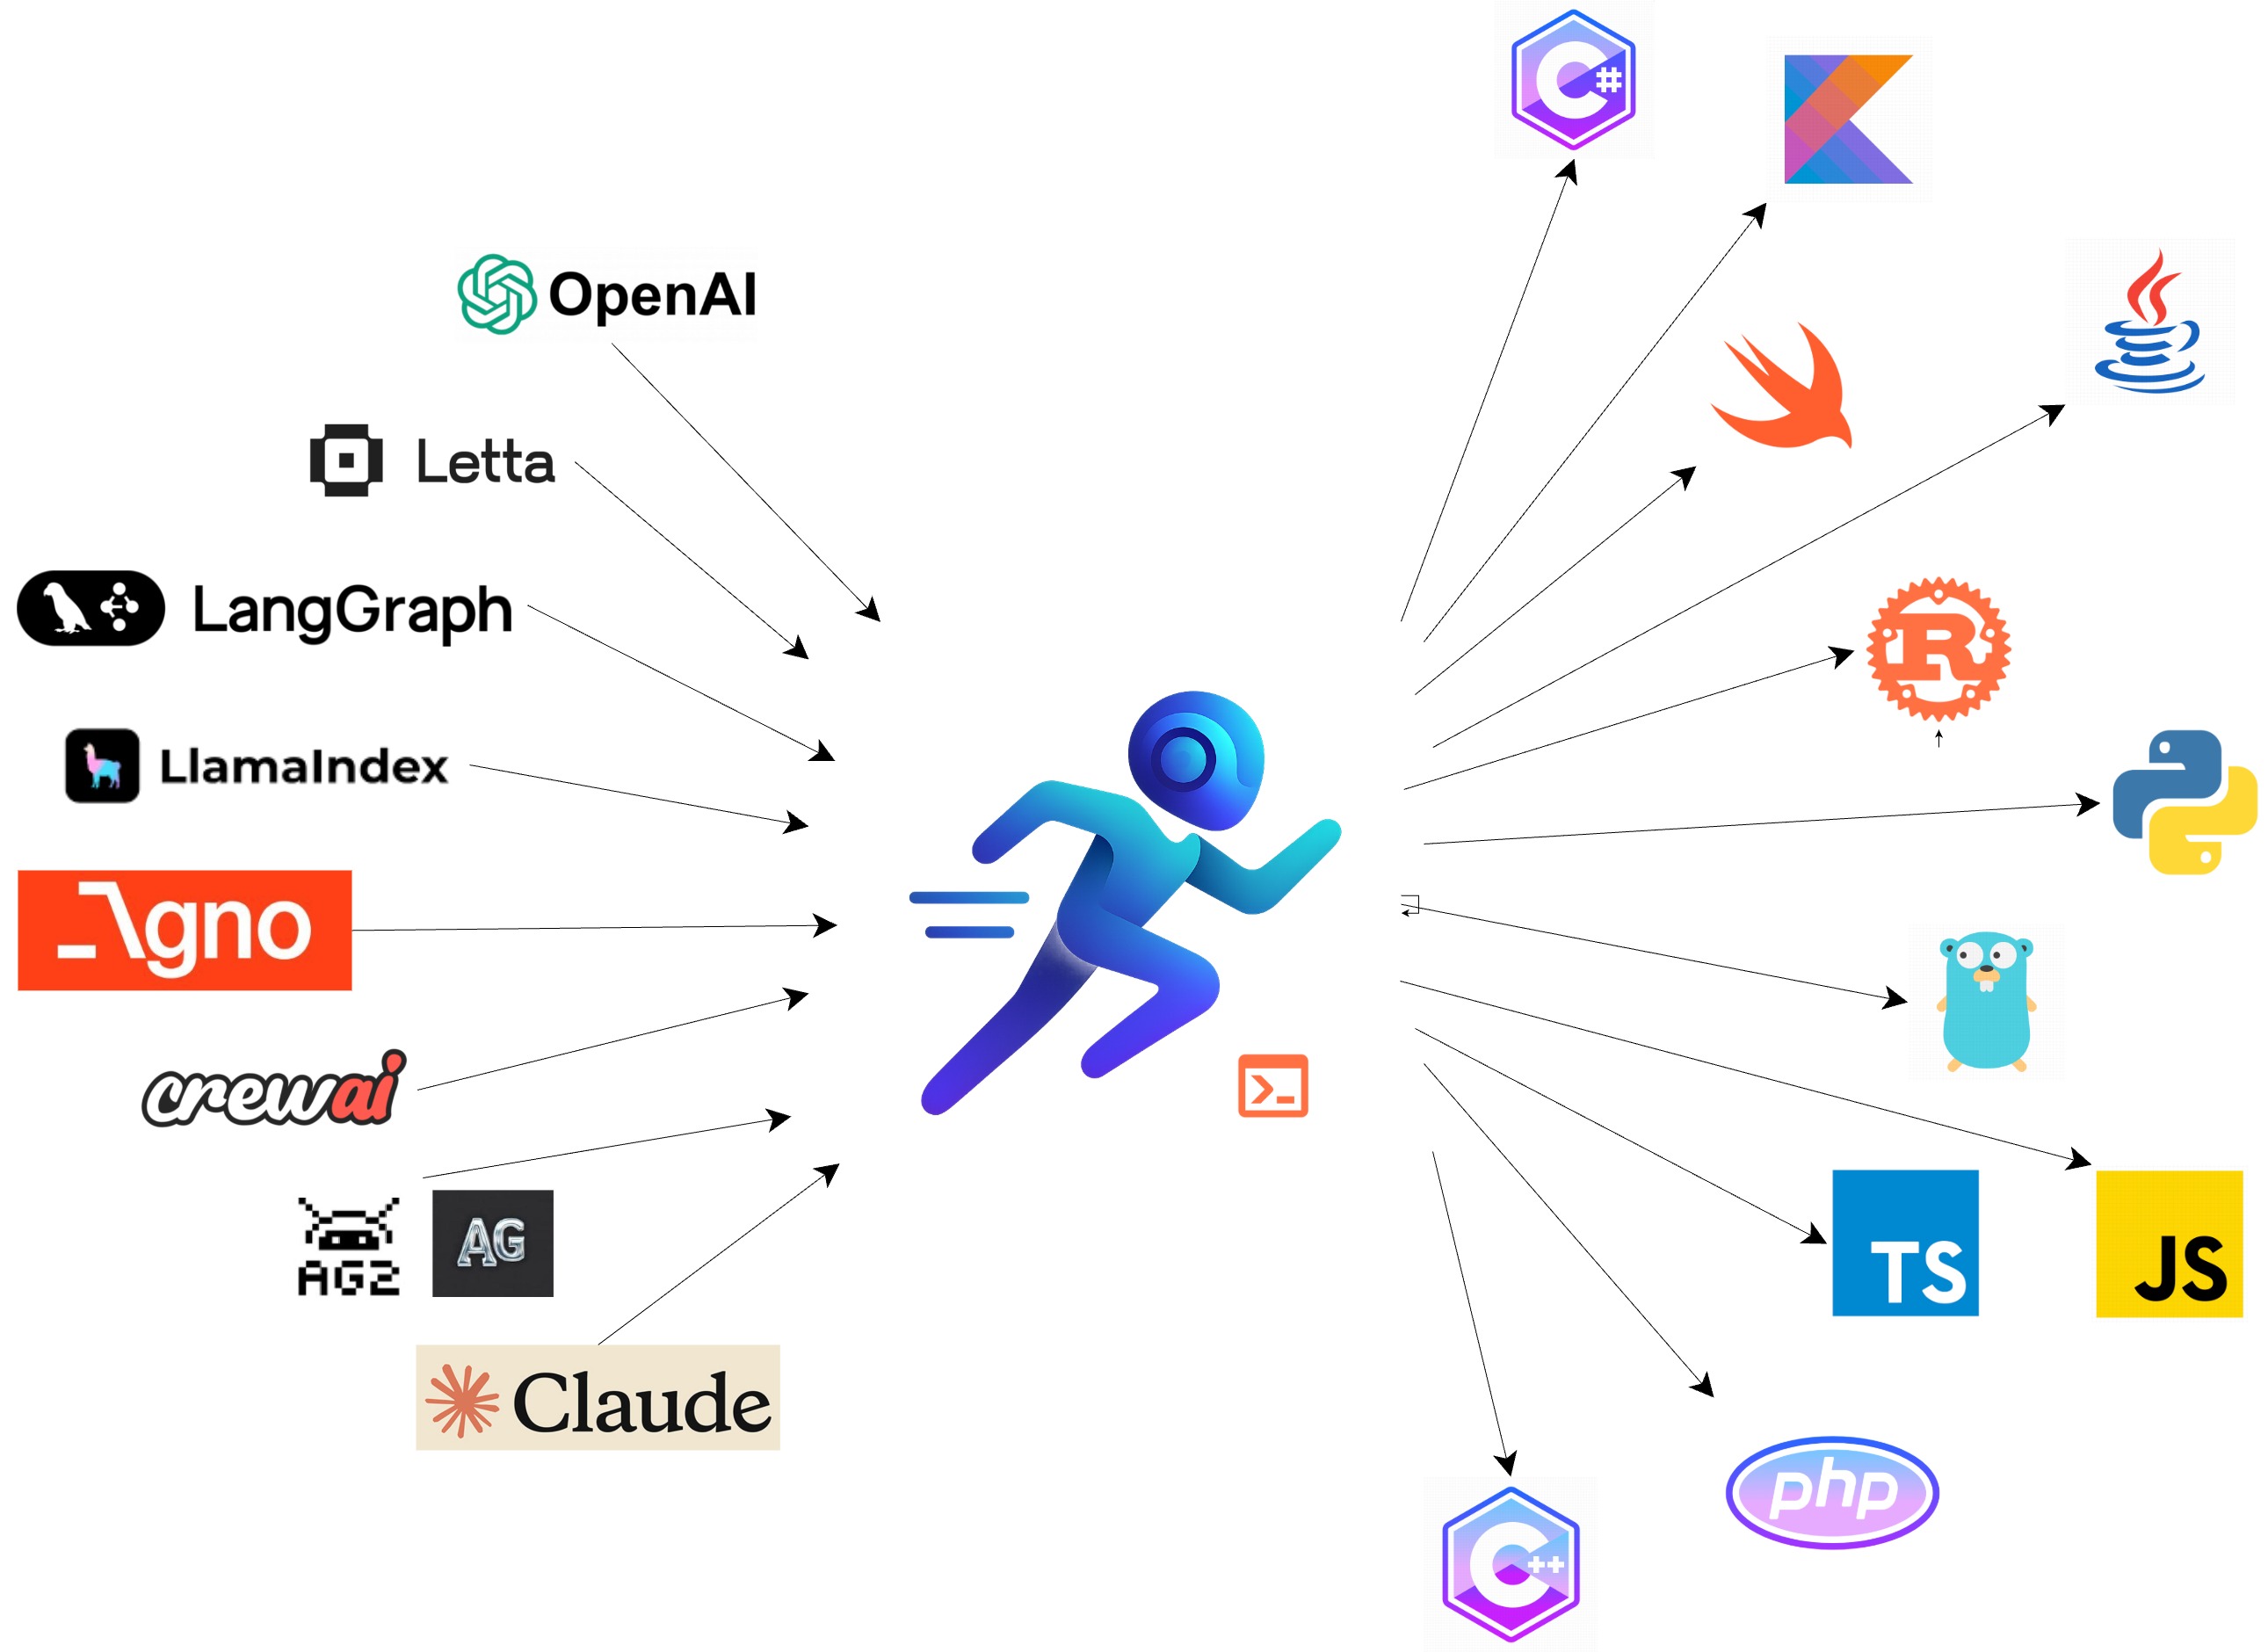 C#
OpenAI
Letta
LangGraph
R
LlamaIndex
Agno
crewai
AG2
AG
TS
JS
Claude
php
C++